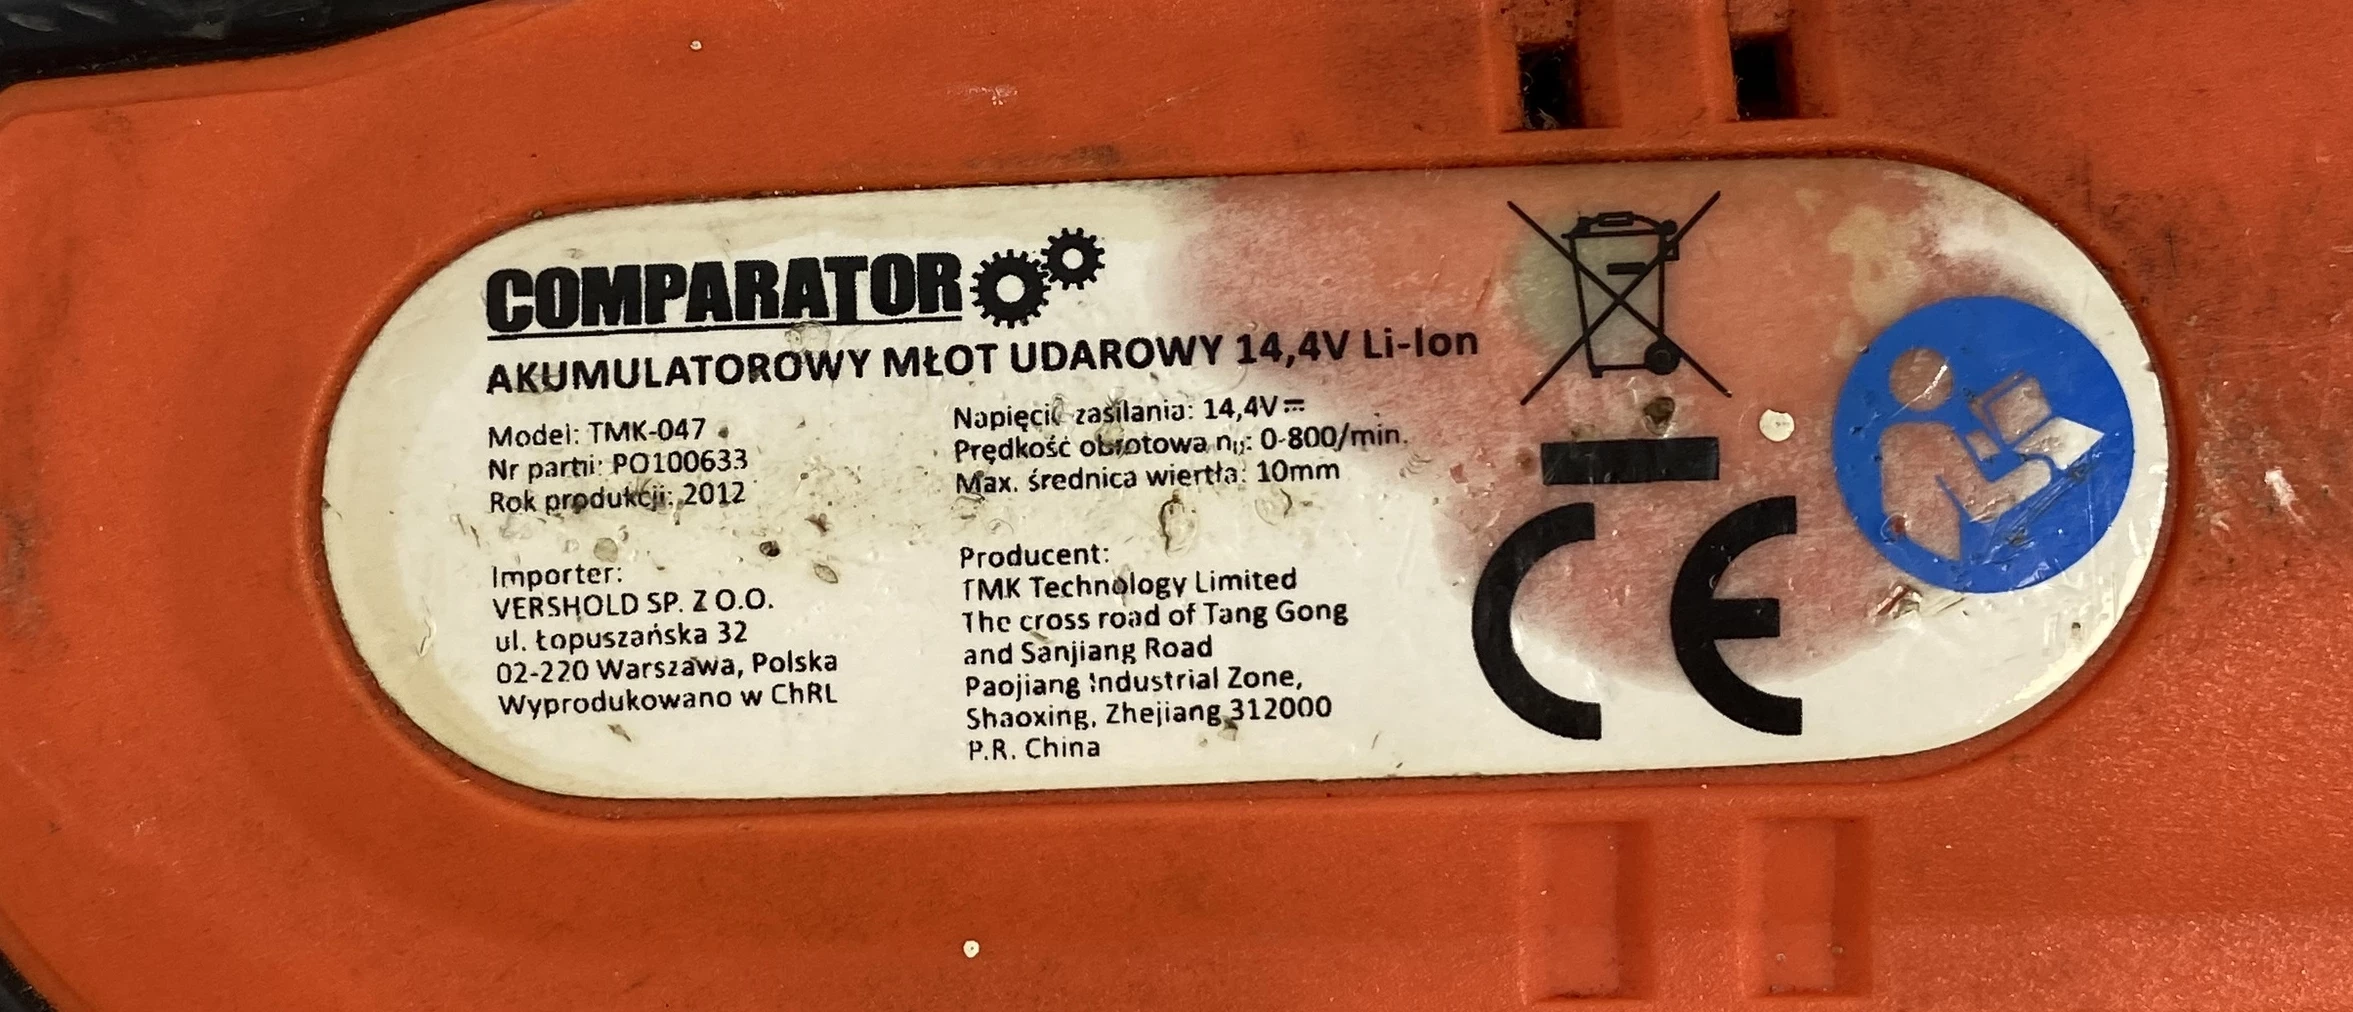 COMPARATOR
AKUMULATOROWY MŁOT UDAROWY 14,4V Li-Ion
Model: TMK-047
Nr partii: PO100633
Rok produkcji: 2012
Napięcie zasilania: 14,4V⎓
Prędkość obrotowa n₀: 0-800/min.
Max. średnica wiertła: 10mm
Importer:
VERSHOLD SP. Z O.O.
ul. Łopuszańska 32
02-220 Warszawa, Polska
Wyprodukowano w ChRL
Producent:
TMK Technology Limited
The cross road of Tang Gong
and Sanjiang Road
Paojiang Industrial Zone,
Shaoxing, Zhejiang 312000
P.R. China
CE